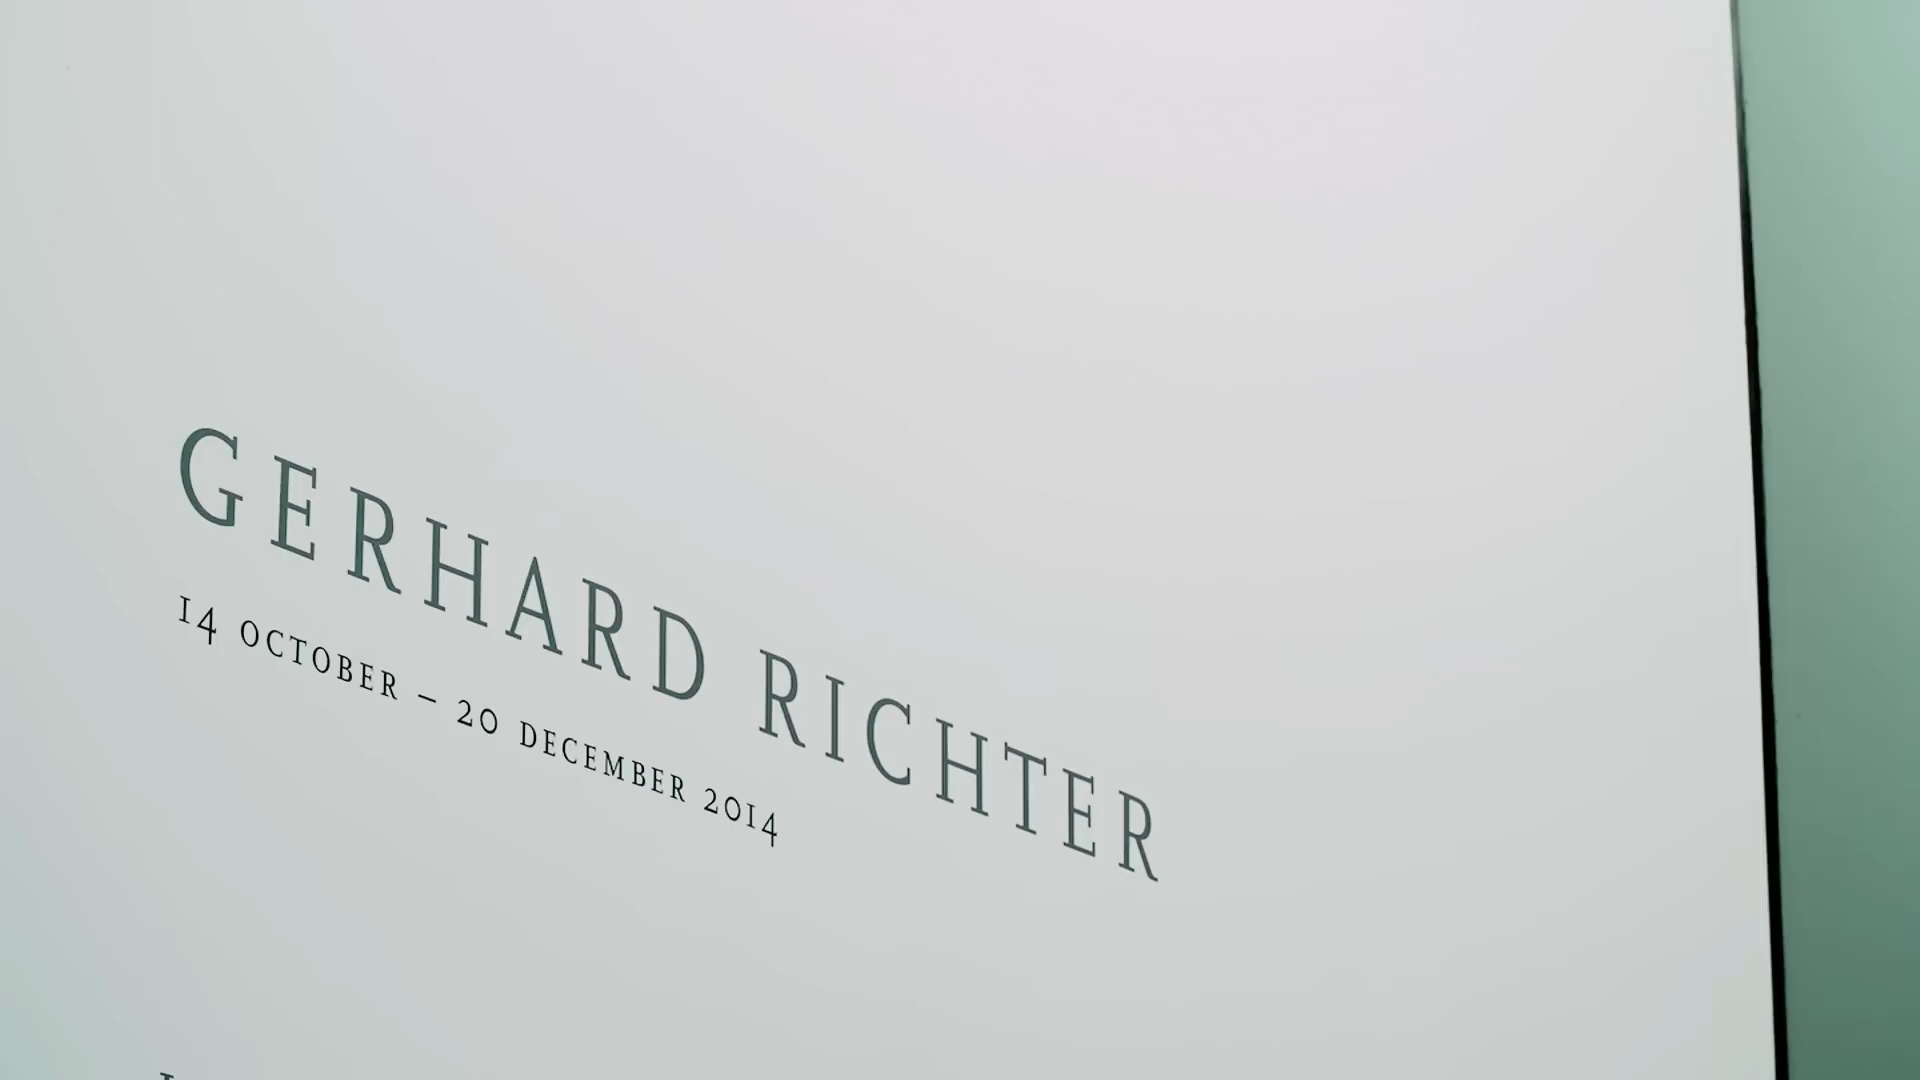 GERHARD RICHTER
14 OCTOBER – 20 DECEMBER 2014